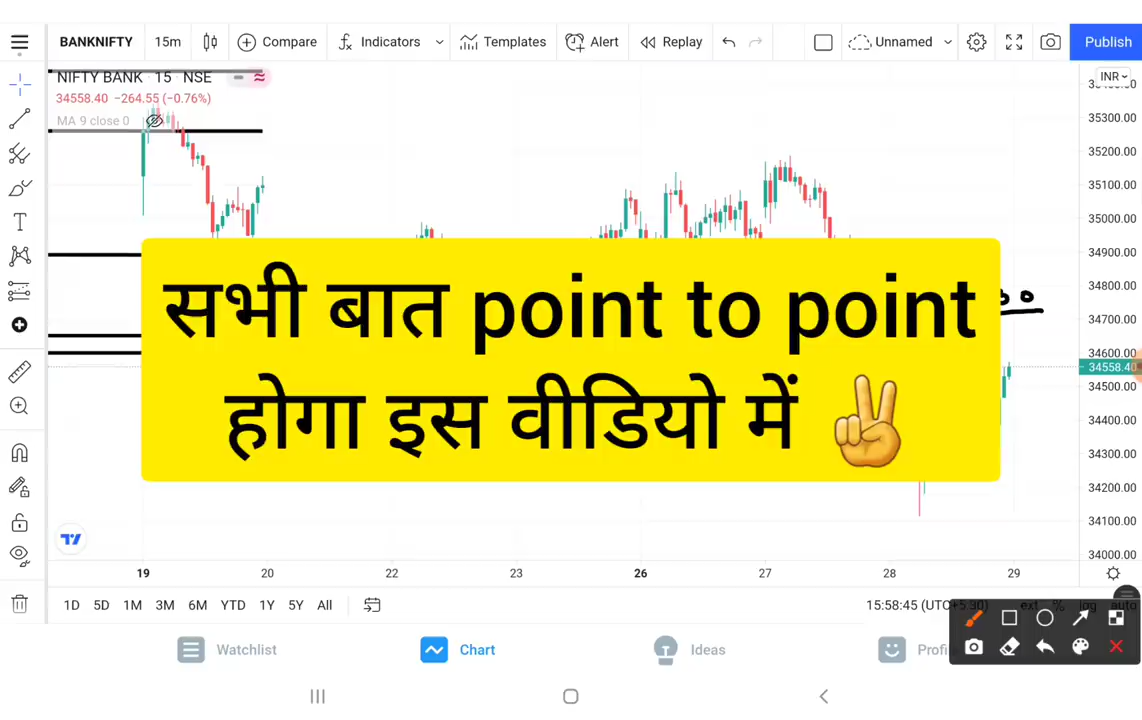 BANKNIFTY 15m Compare Indicators Templates Alert Replay Unnamed Publish
NIFTY BANK · 15 · NSE
INR
34558.40 −264.55 (−0.76%)
MA 9 close 0
35300.00
35200.00
35100.00
35000.00
34900.00
34800.00
34700.00
34600.00
34558.40
34500.00
34400.00
34300.00
34200.00
34100.00
34000.00
सभी बात point to point
होगा इस वीडियो में ✌️
19 20 22 23 26 27 28 29
1D 5D 1M 3M 6M YTD 1Y 5Y All
15:58:45 (UTC+5:30) ext % log auto
Watchlist Chart Ideas